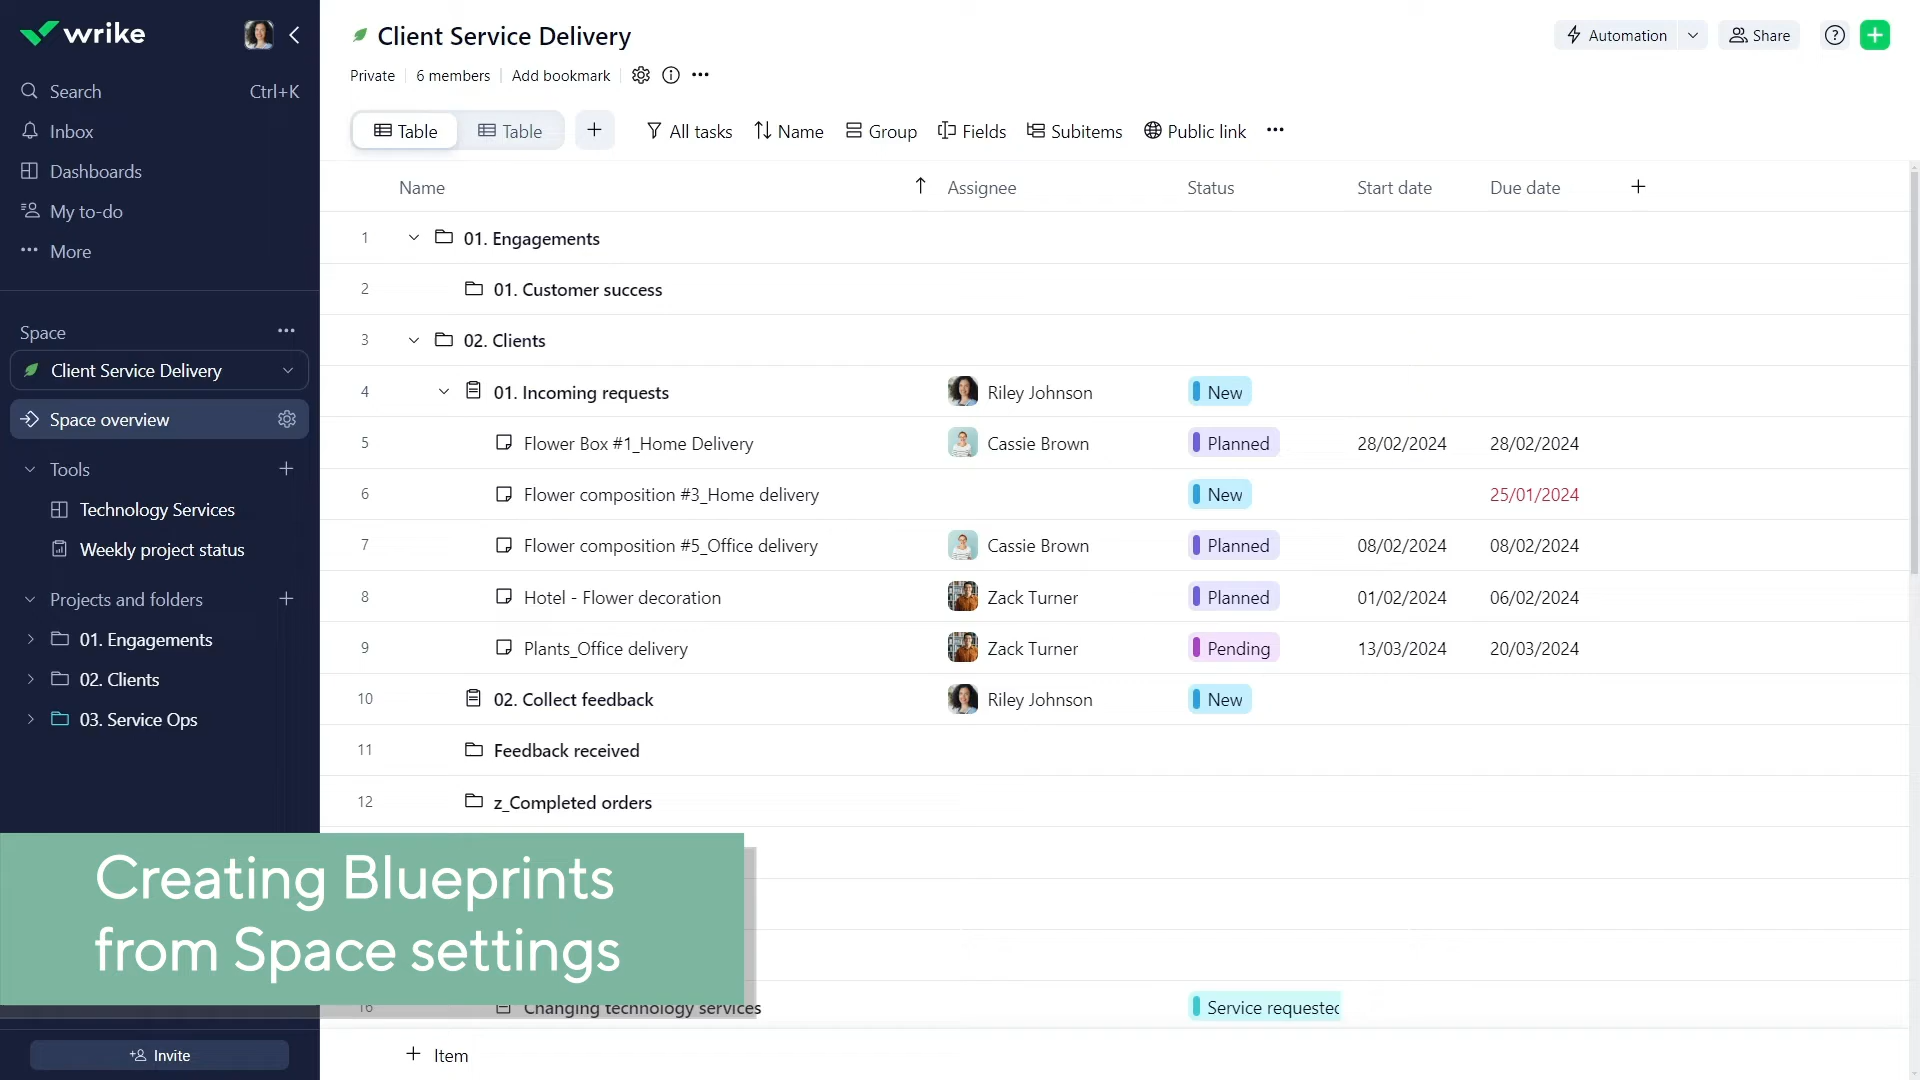 wrike
Search Ctrl+K
Inbox
Dashboards
My to-do
More
Space
Client Service Delivery
Space overview
Tools
Technology Services
Weekly project status
Projects and folders
01. Engagements
02. Clients
03. Service Ops
Invite
Client Service Delivery
Private 6 members Add bookmark
Automation Share
Table Table All tasks Name Group Fields Subitems Public link
Name Assignee Status Start date Due date
1 01. Engagements
2 01. Customer success
3 02. Clients
4 01. Incoming requests Riley Johnson New
5 Flower Box #1_Home Delivery Cassie Brown Planned 28/02/2024 28/02/2024
6 Flower composition #3_Home delivery New 25/01/2024
7 Flower composition #5_Office delivery Cassie Brown Planned 08/02/2024 08/02/2024
8 Hotel - Flower decoration Zack Turner Planned 01/02/2024 06/02/2024
9 Plants_Office delivery Zack Turner Pending 13/03/2024 20/03/2024
10 02. Collect feedback Riley Johnson New
11 Feedback received
12 z_Completed orders
Creating Blueprints
from Space settings
16 Changing technology services Service requested
Item